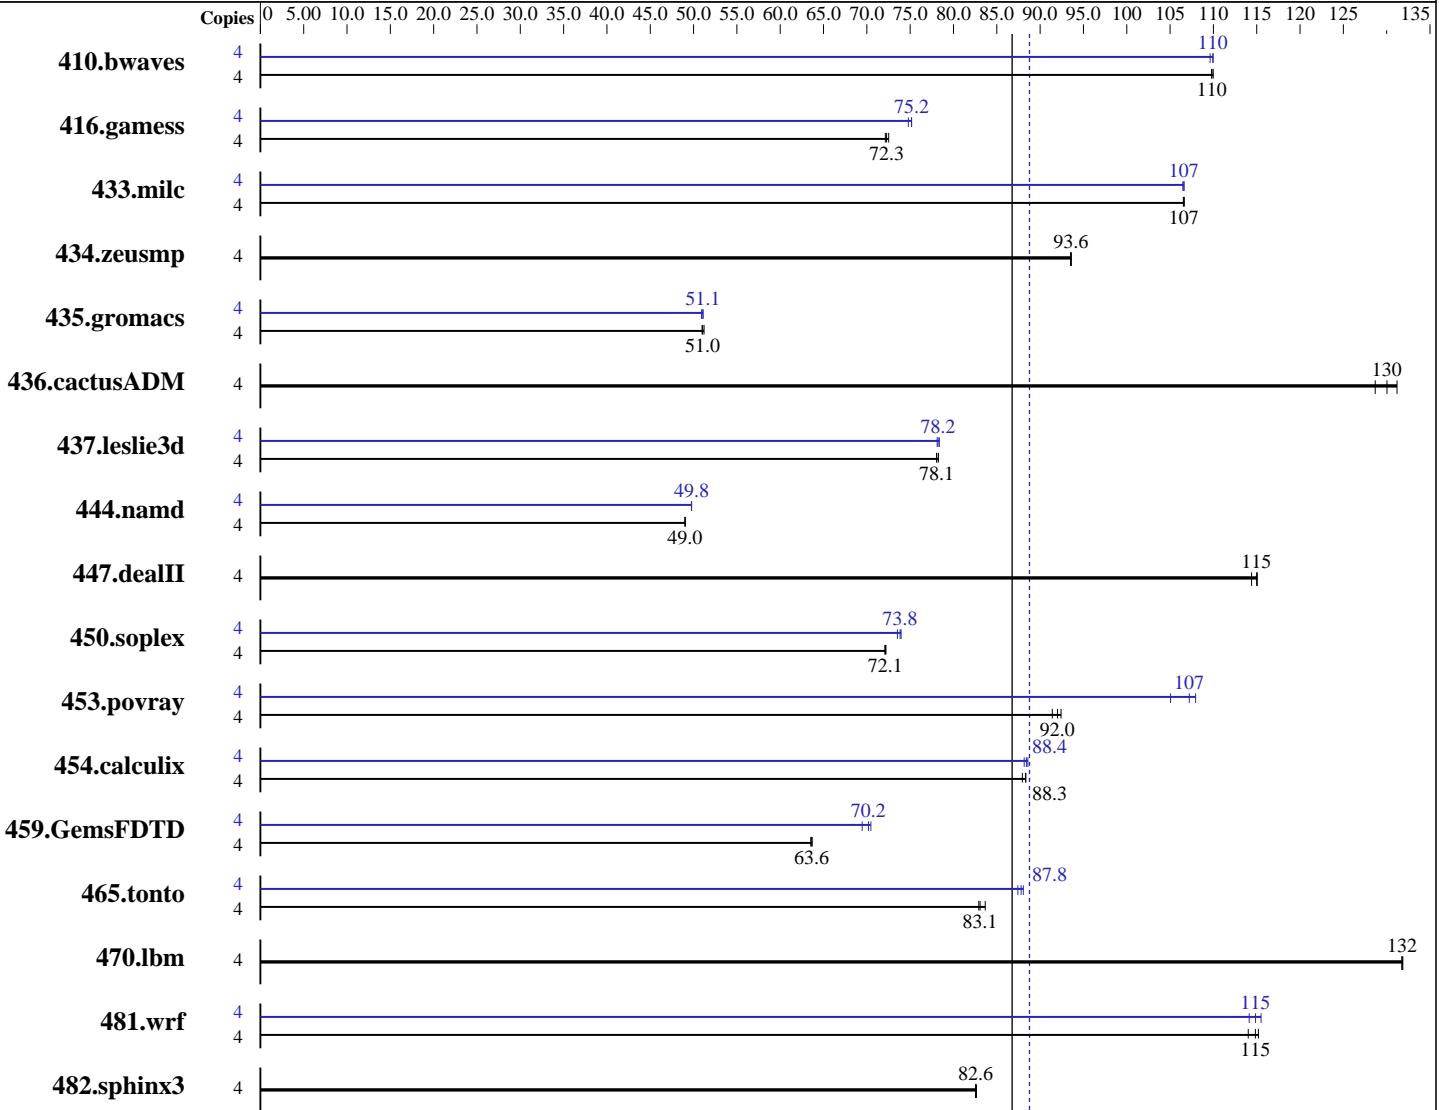 Copies 0 5.00 10.0 15.0 20.0 25.0 30.0 35.0 40.0 45.0 50.0 55.0 60.0 65.0 70.0 75.0 80.0 85.0 90.0 95.0 100 105 110 115 120 125 135
410.bwaves 4 110
4 110
416.gamess 4 75.2
4 72.3
433.milc 4 107
4 107
434.zeusmp 4 93.6
435.gromacs 4 51.1
4 51.0
436.cactusADM 4 130
437.leslie3d 4 78.2
4 78.1
444.namd 4 49.8
4 49.0
447.dealII 4 115
450.soplex 4 73.8
4 72.1
453.povray 4 107
4 92.0
454.calculix 4 88.4
4 88.3
459.GemsFDTD 4 70.2
4 63.6
465.tonto 4 87.8
4 83.1
470.lbm 4 132
481.wrf 4 115
4 115
482.sphinx3 4 82.6